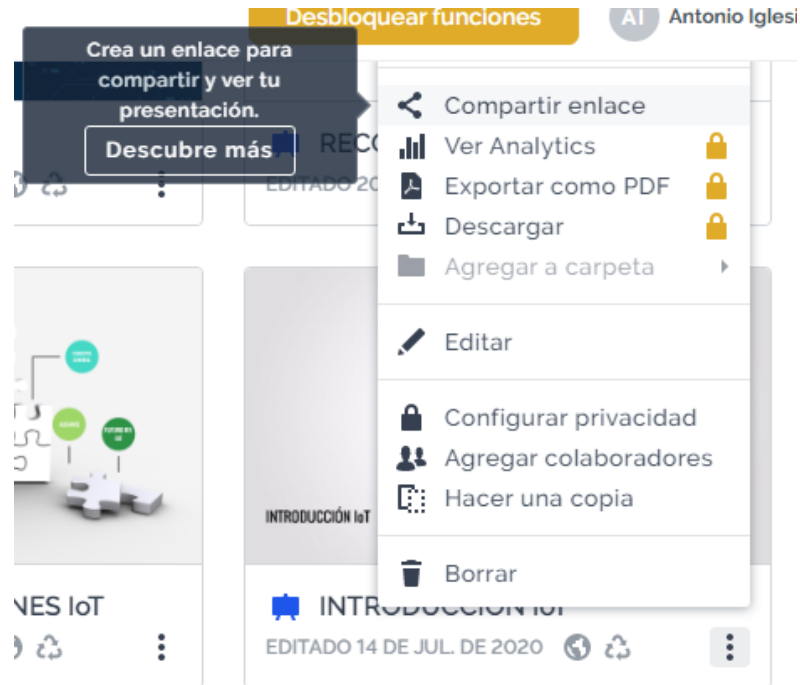 Desbloquear funciones
AI
Antonio Iglesi
Crea un enlace para
compartir y ver tu
presentación.
Descubre más
RECO
EDITADO 20
Compartir enlace
Ver Analytics
Exportar como PDF
Descargar
Agregar a carpeta
Editar
Configurar privacidad
Agregar colaboradores
Hacer una copia
Borrar
INTRODUCCIÓN IoT
NES IoT
INTRODUCCIÓN IoT
EDITADO 14 DE JUL. DE 2020